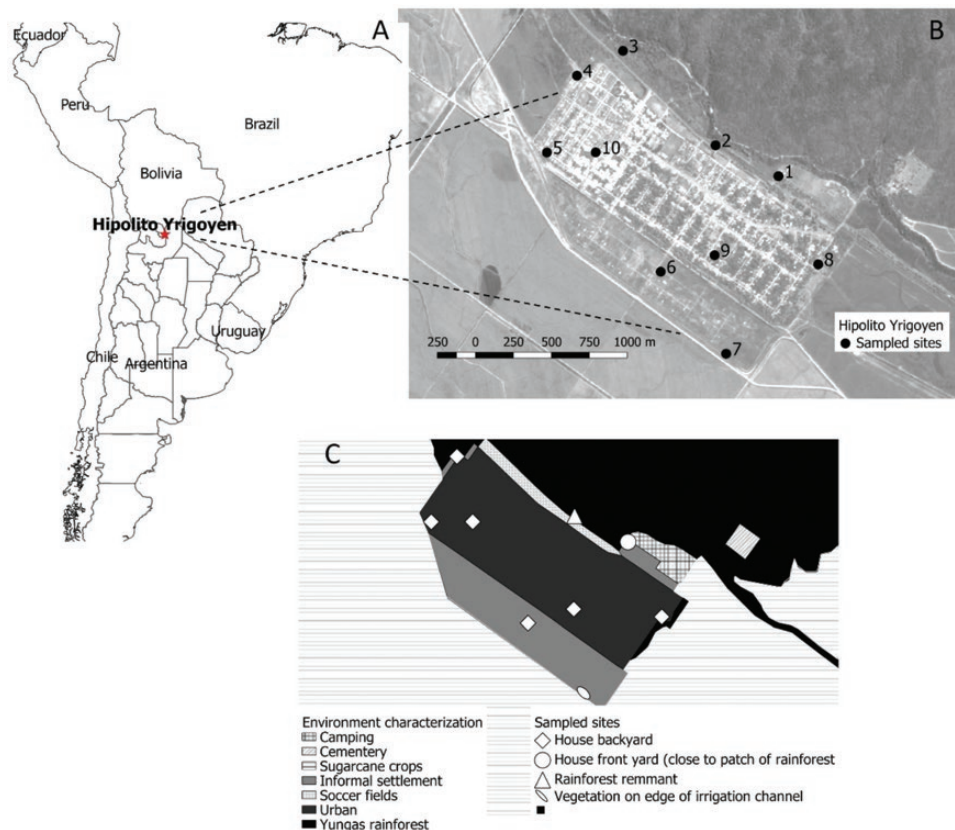 A
Ecuador
Peru
Brazil
Bolivia
Hipolito Yrigoyen
Uruguay
Chile
Argentina
B
3
4
2
5
10
1
9
8
6
Hipolito Yrigoyen
Sampled sites
250 0 250 500 750 1000 m
7
C
Environment characterization
Camping
Cementery
Sugarcane crops
Informal settlement
Soccer fields
Urban
Yungas rainforest
Sampled sites
House backyard
House front yard (close to patch of rainforest
Rainforest remnant
Vegetation on edge of irrigation channel